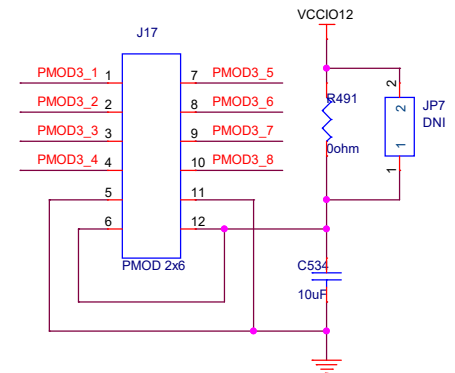 VCCIO12
J17
PMOD3_1 1 7 PMOD3_5
PMOD3_2 2 8 PMOD3_6
PMOD3_3 3 9 PMOD3_7
PMOD3_4 4 10 PMOD3_8
5 11
6 12
PMOD 2x6
R491
0ohm
2
2
JP7
DNI
1
1
C534
10uF